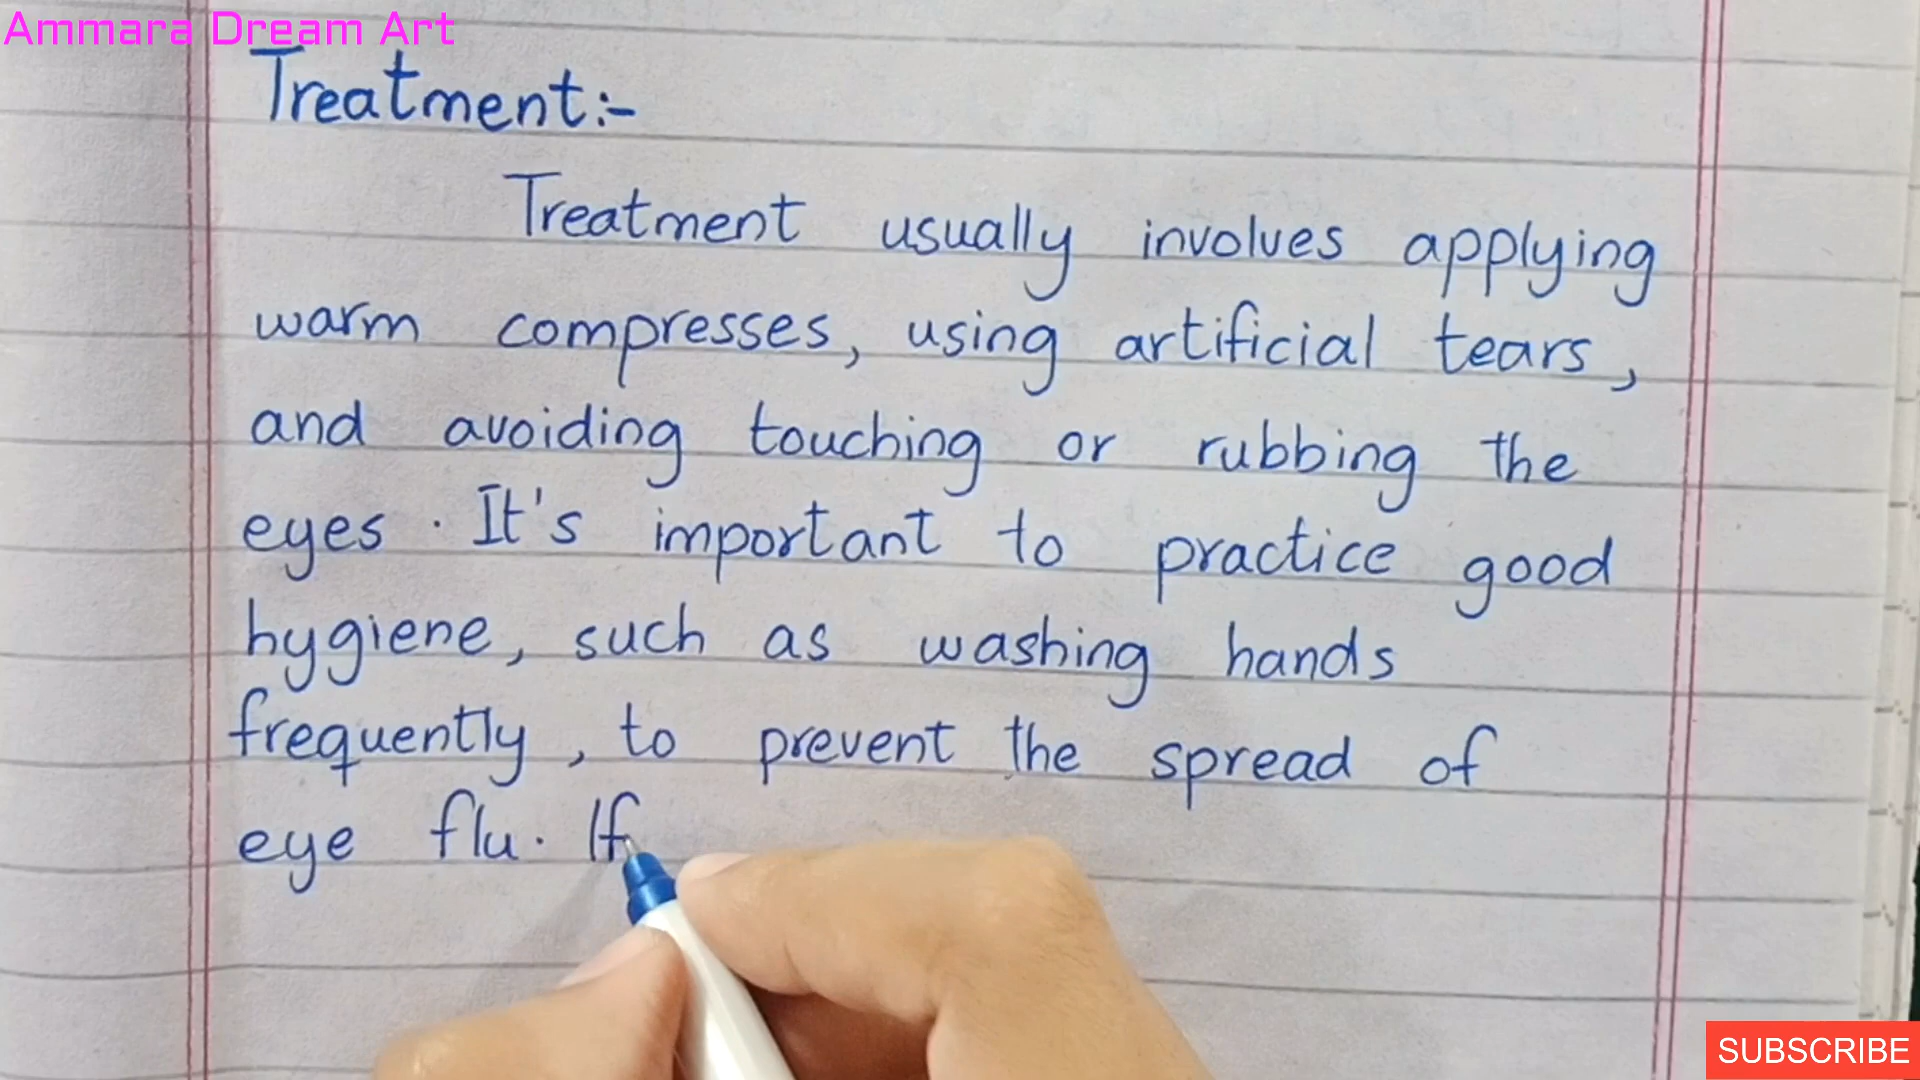 Ammara Dream Art
Treatment:-
Treatment usually involves applying
warm compresses, using artificial tears,
and avoiding touching or rubbing the
eyes. It's important to practice good
hygiene, such as washing hands
frequently, to prevent the spread of
eye flu. If
SUBSCRIBE